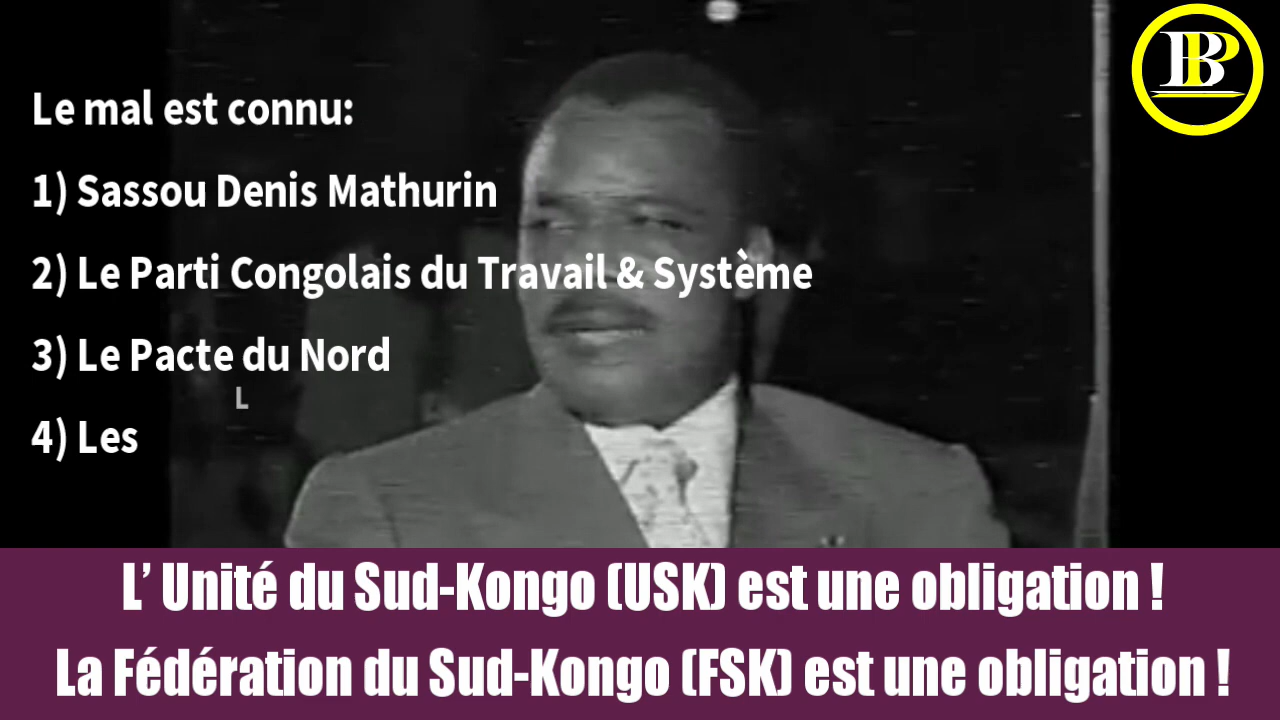 BP
Le mal est connu:
1) Sassou Denis Mathurin
2) Le Parti Congolais du Travail & Système
3) Le Pacte du Nord
L
4) Les
L’ Unité du Sud-Kongo (USK) est une obligation !
La Fédération du Sud-Kongo (FSK) est une obligation !